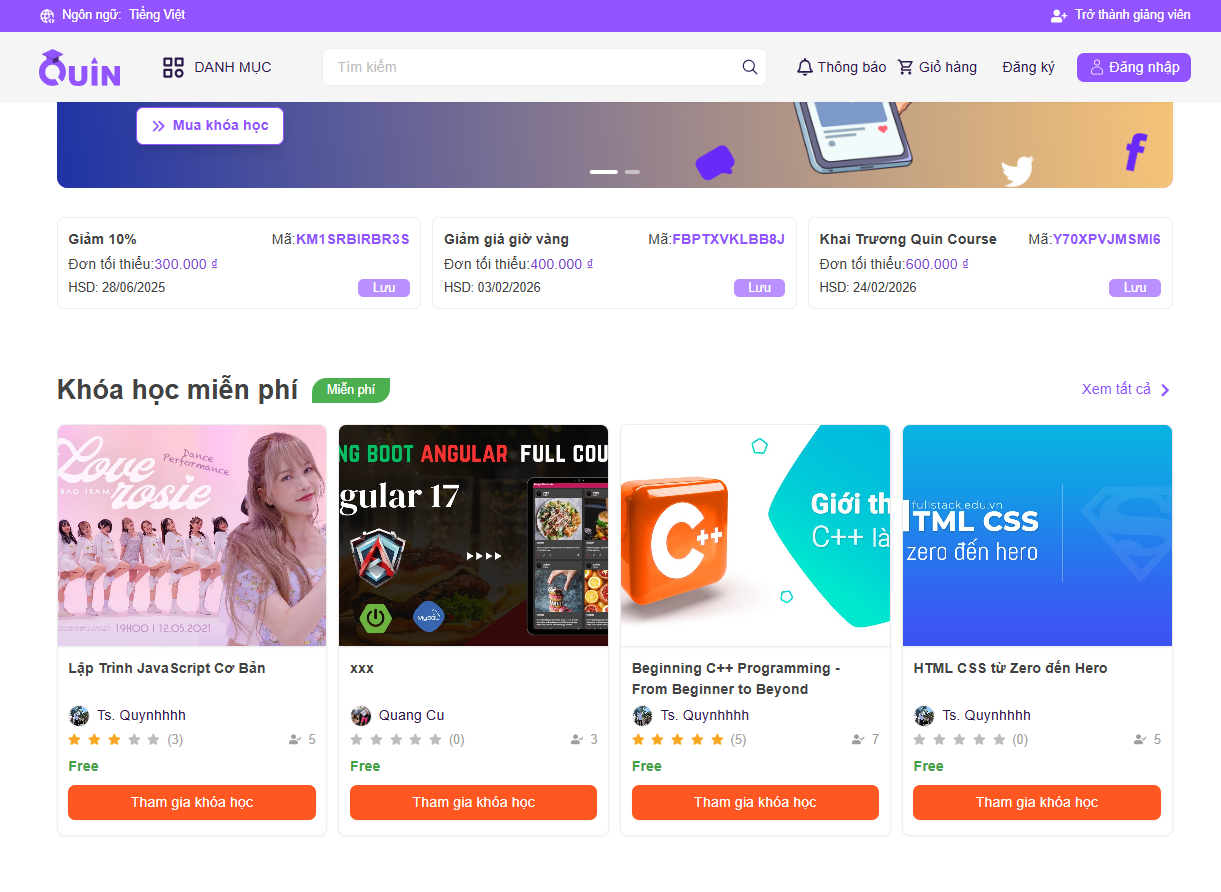 Ngôn ngữ: Tiếng Việt
Trở thành giảng viên
QUIN
DANH MỤC
Tìm kiếm
Thông báo
Giỏ hàng
Đăng ký
Đăng nhập
Mua khóa học
Giảm 10%
Mã:KM1SRBIRBR3S
Đơn tối thiểu:300.000 ₫
HSD: 28/06/2025
Lưu
Giảm giá giờ vàng
Mã:FBPTXVKLBB8J
Đơn tối thiểu:400.000 ₫
HSD: 03/02/2026
Lưu
Khai Trương Quin Course
Mã:Y70XPVJMSMI6
Đơn tối thiểu:600.000 ₫
HSD: 24/02/2026
Lưu
Khóa học miễn phí
Miễn phí
Xem tất cả
Love rosie
Dance Performance
BAO TEAM
19H00 | 12.05.2021
Lập Trình JavaScript Cơ Bản
Ts. Quynhhhh
(3)
5
Free
Tham gia khóa học
NG BOOT ANGULAR FULL COU
gular 17
MySQL
xxx
Quang Cu
(0)
3
Free
Tham gia khóa học
C++
Giới th
C++ là
Beginning C++ Programming -
From Beginner to Beyond
Ts. Quynhhhh
(5)
7
Free
Tham gia khóa học
fullstack.edu.vn
HTML CSS
zero đến hero
HTML CSS từ Zero đến Hero
Ts. Quynhhhh
(0)
5
Free
Tham gia khóa học